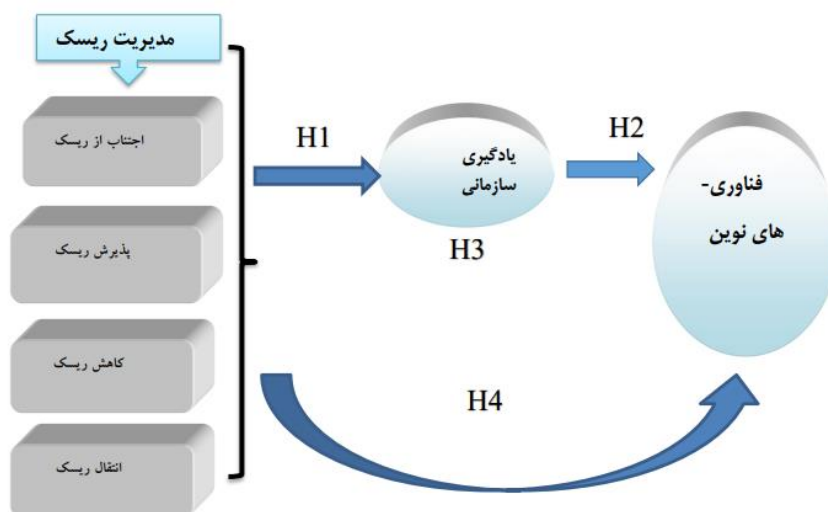 مدیریت ریسک
اجتناب از ریسک
پذیرش ریسک
کاهش ریسک
انتقال ریسک
H1
یادگیری
سازمانی
H3
H2
فناوری-
های نوین
H4